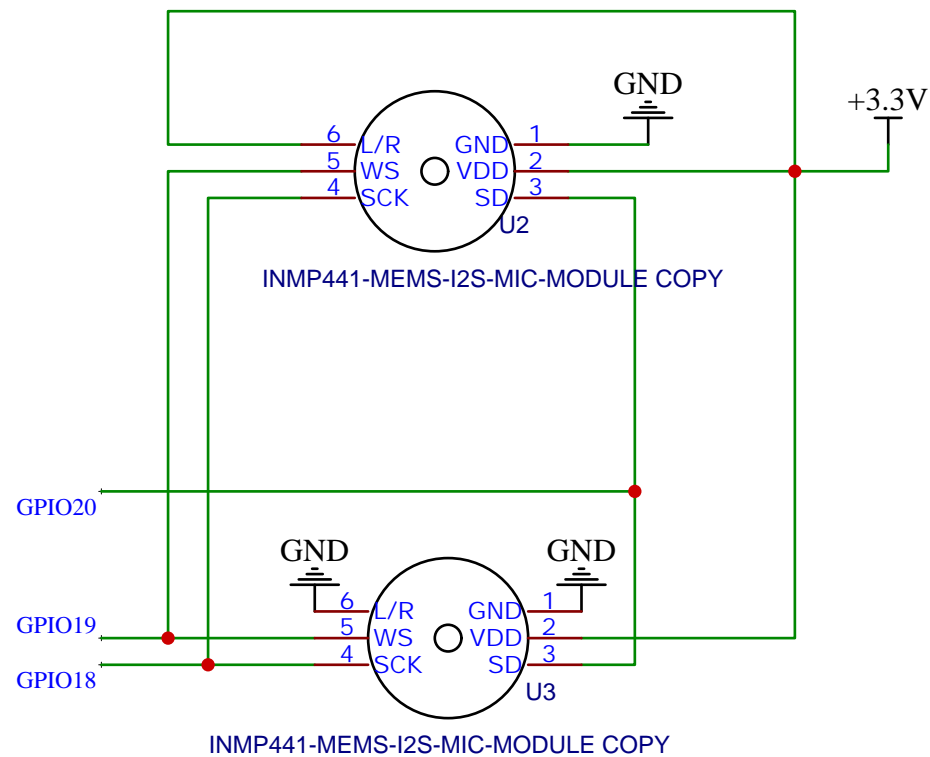 GND
+3.3V
6 L/R GND 1
5 WS VDD 2
4 SCK SD 3
U2
INMP441-MEMS-I2S-MIC-MODULE COPY
GPIO20
GND GND
6 L/R GND 1
GPIO19 5 WS VDD 2
GPIO18 4 SCK SD 3
U3
INMP441-MEMS-I2S-MIC-MODULE COPY